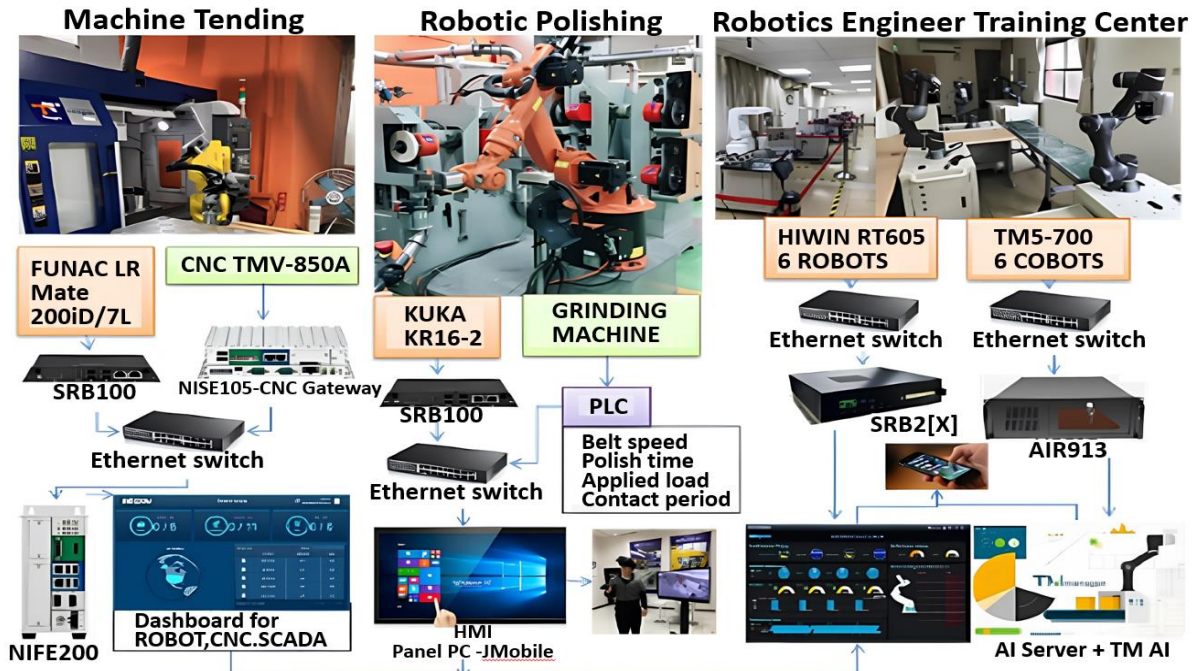 Machine Tending
Robotic Polishing
Robotics Engineer Training Center
FUNAC LR
Mate
200iD/7L
CNC TMV-850A
SRB100
NISE105-CNC Gateway
Ethernet switch
NIFE200
Dashboard for
ROBOT,CNC.SCADA
KUKA
KR16-2
GRINDING
MACHINE
SRB100
PLC
Belt speed
Polish time
Applied load
Contact period
Ethernet switch
HMI
Panel PC -JMobile
HIWIN RT605
6 ROBOTS
TM5-700
6 COBOTS
Ethernet switch
Ethernet switch
SRB2[X]
AIR913
AI Server + TM AI